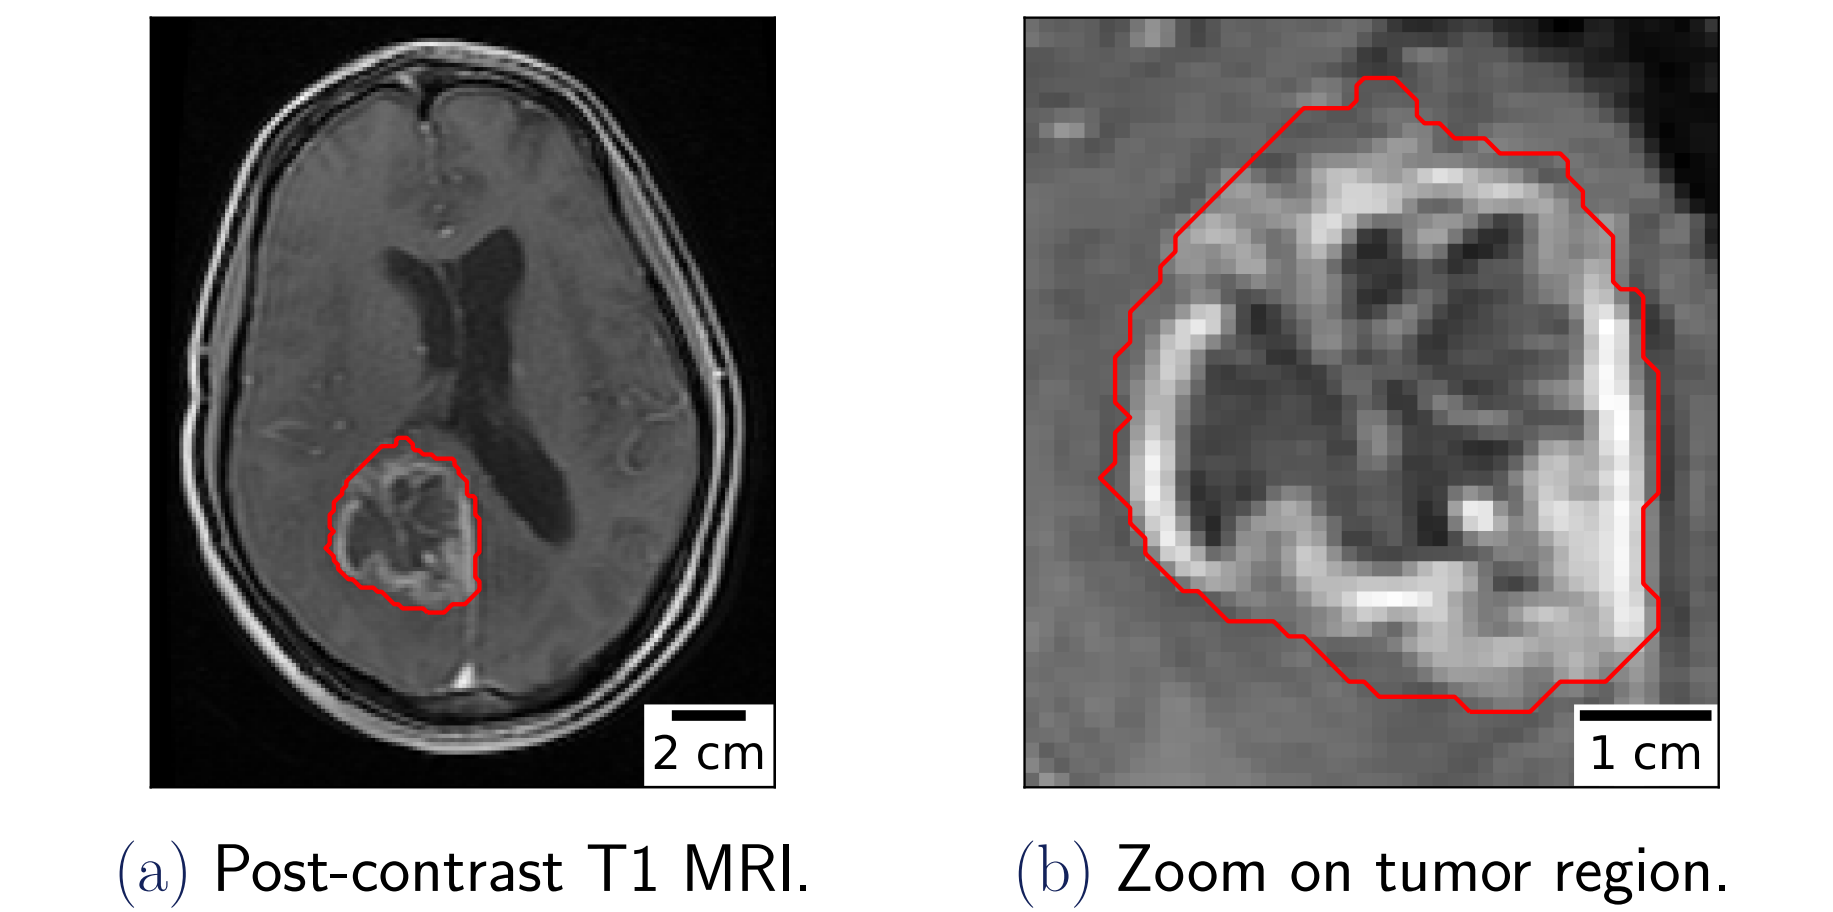 2 cm
1 cm
(a) Post-contrast T1 MRI.
(b) Zoom on tumor region.